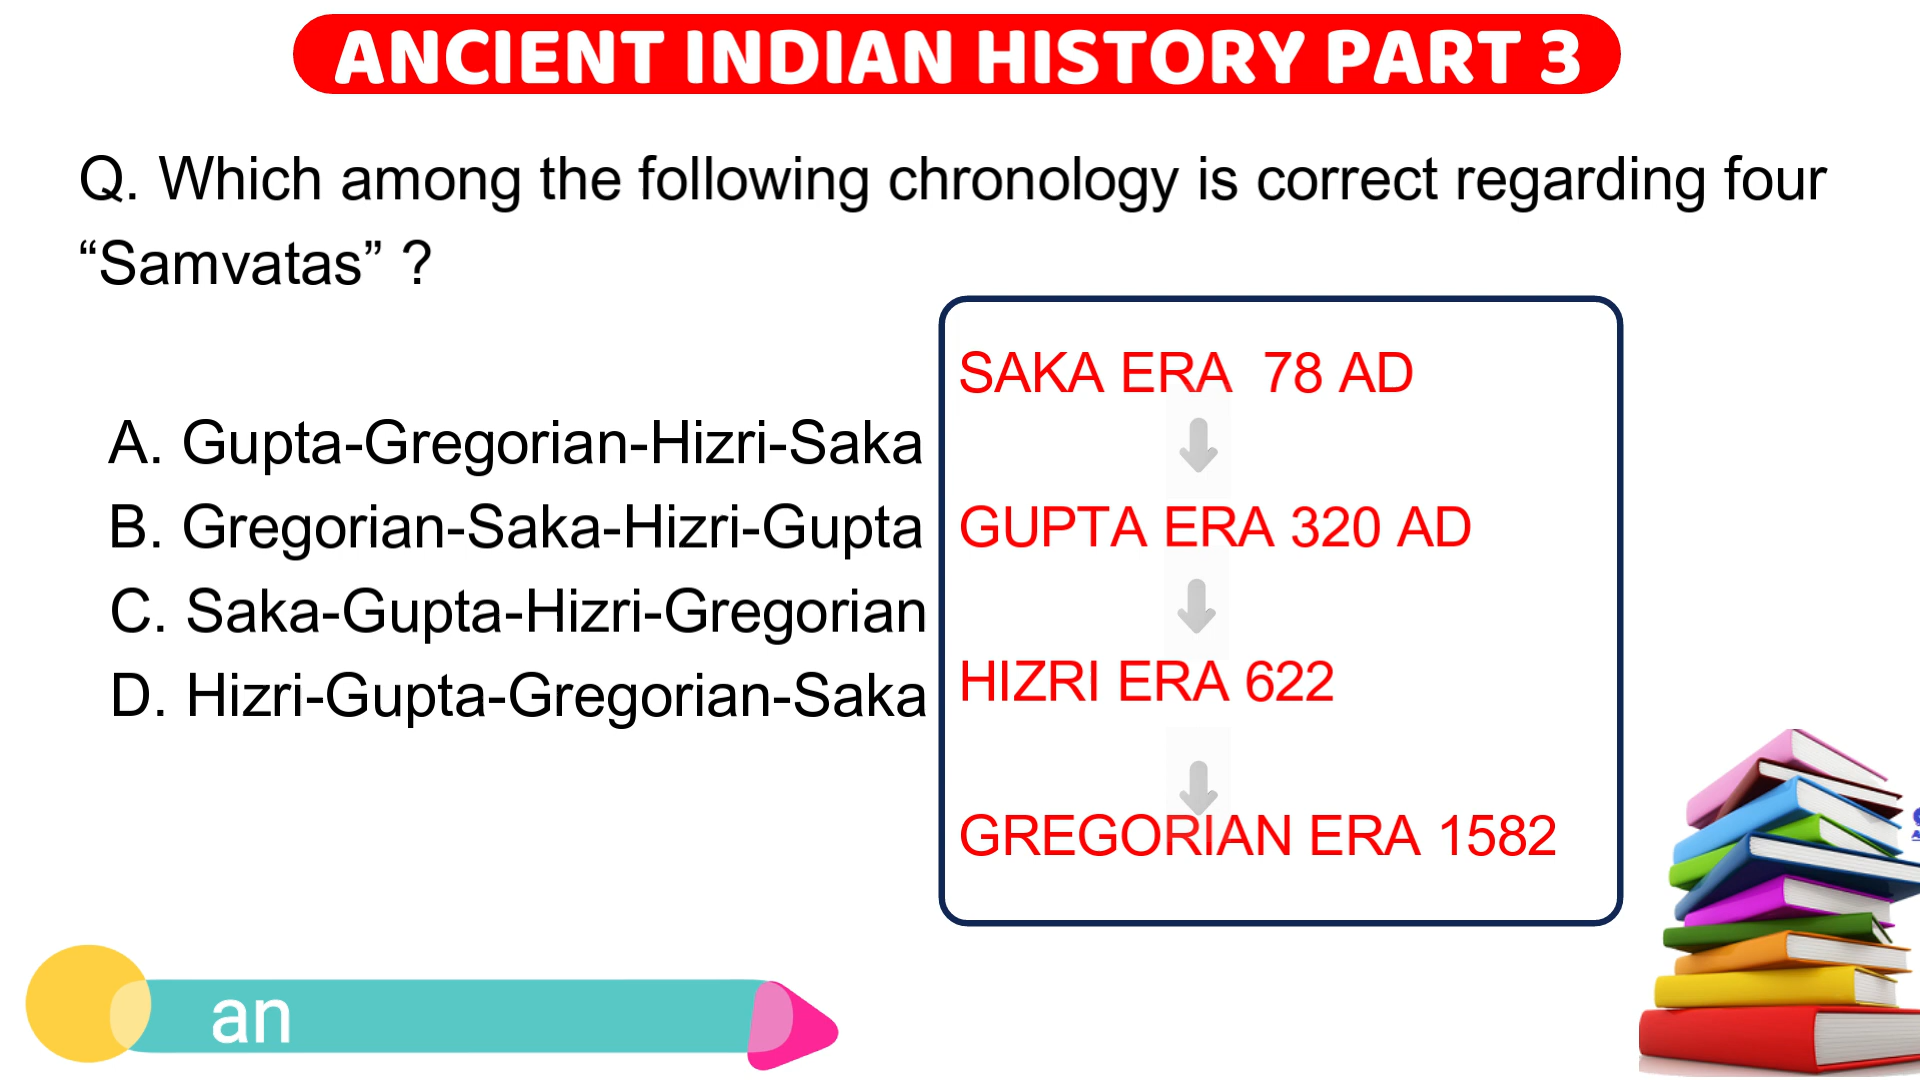 ANCIENT INDIAN HISTORY PART 3
Q. Which among the following chronology is correct regarding four
“Samvatas” ?
A. Gupta-Gregorian-Hizri-Saka
B. Gregorian-Saka-Hizri-Gupta
C. Saka-Gupta-Hizri-Gregorian
D. Hizri-Gupta-Gregorian-Saka
SAKA ERA 78 AD
GUPTA ERA 320 AD
HIZRI ERA 622
GREGORIAN ERA 1582
an